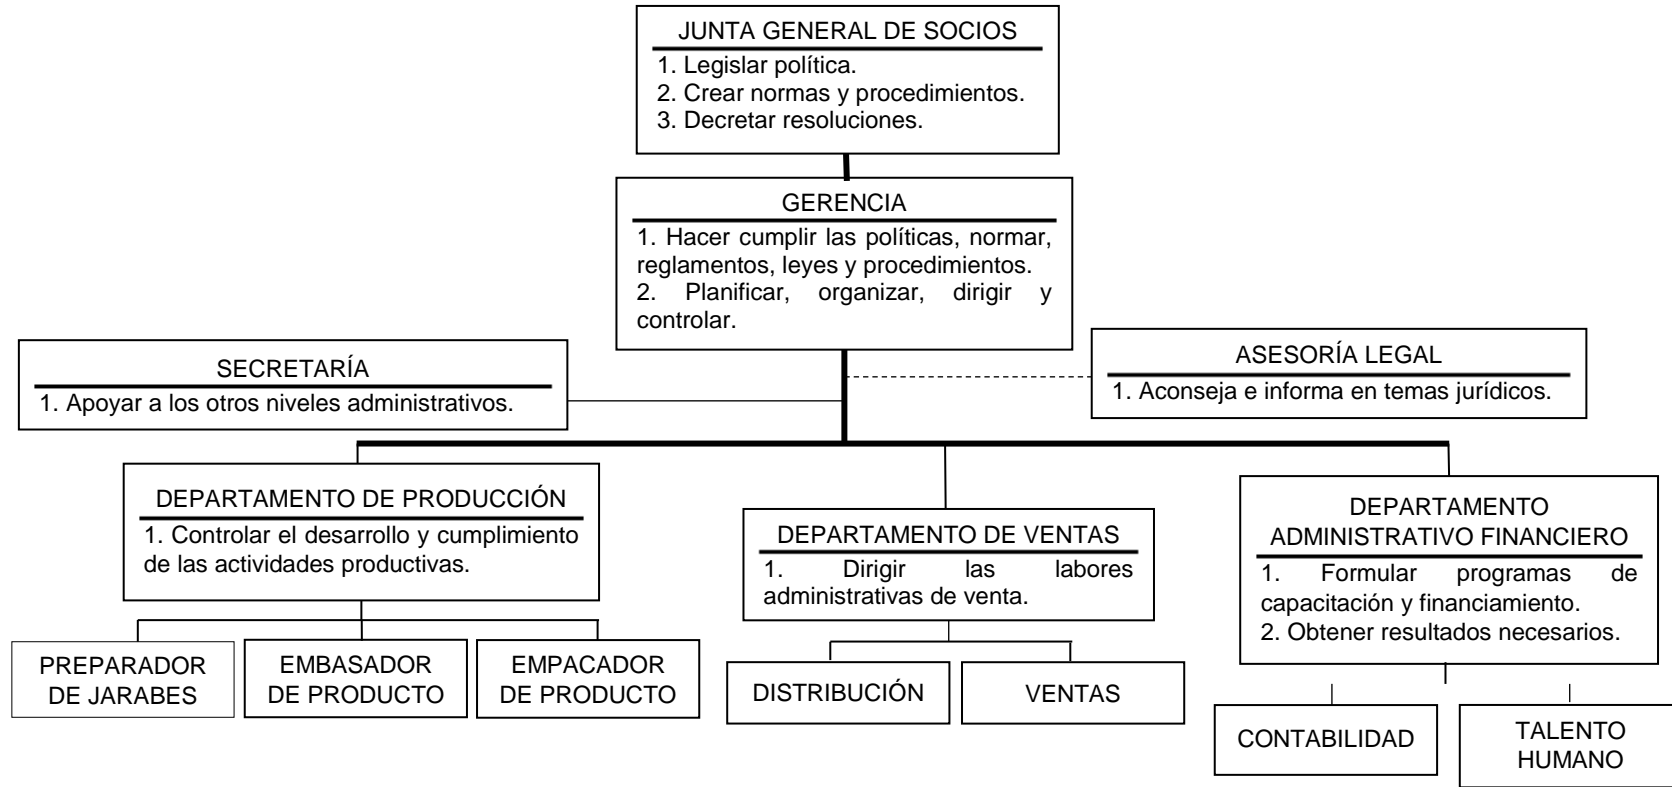 JUNTA GENERAL DE SOCIOS
1. Legislar política.
2. Crear normas y procedimientos.
3. Decretar resoluciones.
GERENCIA
1. Hacer cumplir las políticas, normar,
reglamentos, leyes y procedimientos.
2. Planificar, organizar, dirigir y
controlar.
SECRETARÍA
1. Apoyar a los otros niveles administrativos.
ASESORÍA LEGAL
1. Aconseja e informa en temas jurídicos.
DEPARTAMENTO DE PRODUCCIÓN
1. Controlar el desarrollo y cumplimiento
de las actividades productivas.
DEPARTAMENTO DE VENTAS
1. Dirigir las labores
administrativas de venta.
DEPARTAMENTO
ADMINISTRATIVO FINANCIERO
1. Formular programas de
capacitación y financiamiento.
2. Obtener resultados necesarios.
PREPARADOR
DE JARABES
EMBASADOR
DE PRODUCTO
EMPACADOR
DE PRODUCTO
DISTRIBUCIÓN
VENTAS
CONTABILIDAD
TALENTO
HUMANO